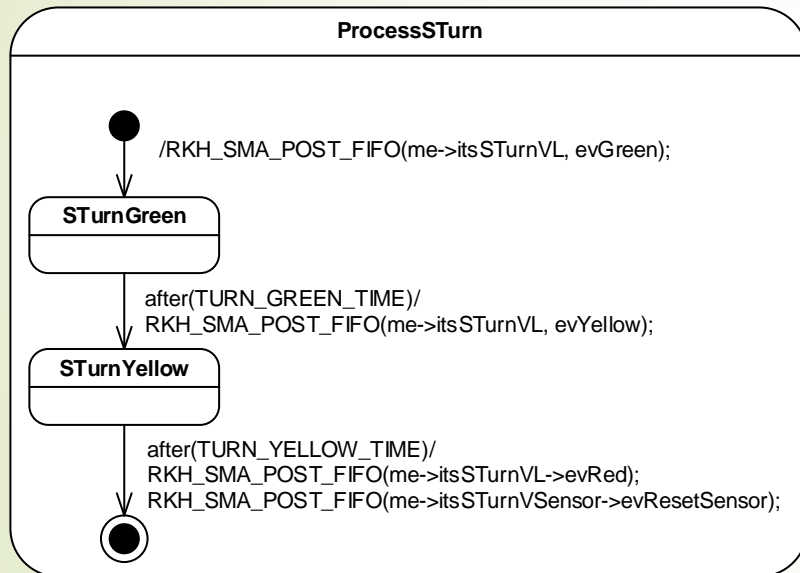 ProcessSTurn
/RKH_SMA_POST_FIFO(me->itsSTurnVL, evGreen);
STurnGreen
after(TURN_GREEN_TIME)/
RKH_SMA_POST_FIFO(me->itsSTurnVL, evYellow);
STurnYellow
after(TURN_YELLOW_TIME)/
RKH_SMA_POST_FIFO(me->itsSTurnVL->evRed);
RKH_SMA_POST_FIFO(me->itsSTurnVSensor->evResetSensor);